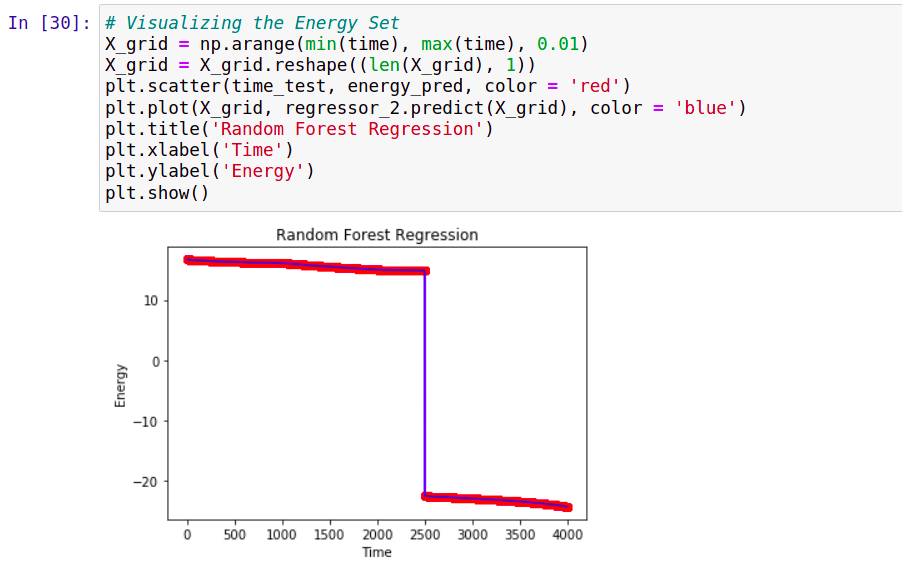 In [30]: # Visualizing the Energy Set
X_grid = np.arange(min(time), max(time), 0.01)
X_grid = X_grid.reshape((len(X_grid), 1))
plt.scatter(time_test, energy_pred, color = 'red')
plt.plot(X_grid, regressor_2.predict(X_grid), color = 'blue')
plt.title('Random Forest Regression')
plt.xlabel('Time')
plt.ylabel('Energy')
plt.show()
Random Forest Regression
10
0
−10
−20
Energy
0 500 1000 1500 2000 2500 3000 3500 4000
Time